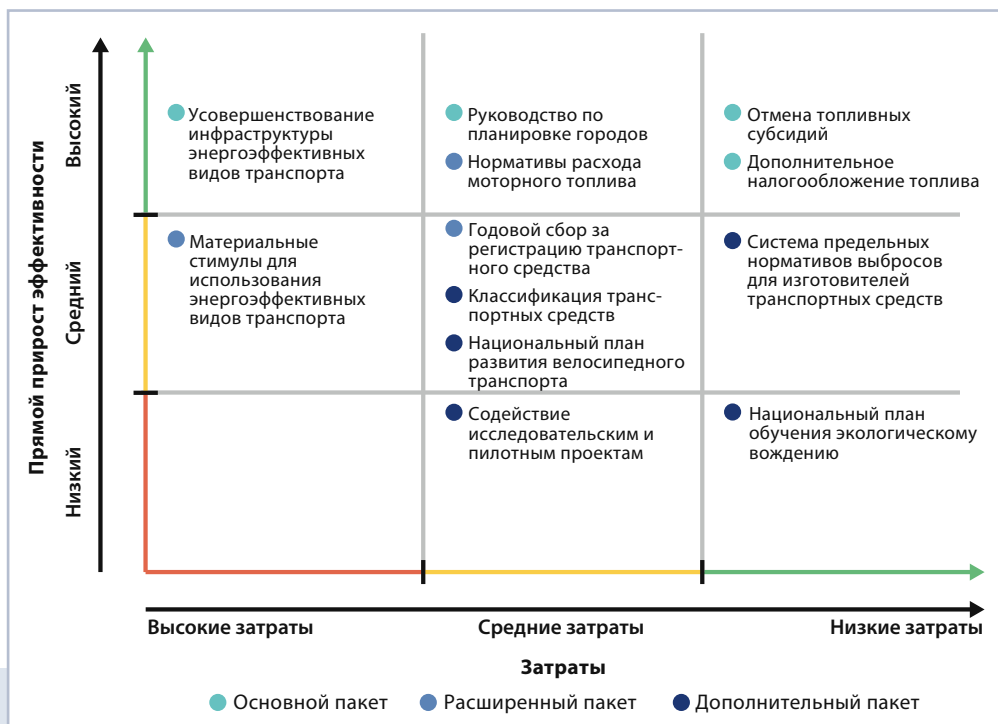 Прямой прирост эффективности
Высокий
Средний
Низкий
Усовершенствование
инфраструктуры
энергоэффективных
видов транспорта
Руководство по
планировке городов
Нормативы расхода
моторного топлива
Отмена топливных
субсидий
Дополнительное
налогообложение топлива
Материальные
стимулы для
использования
энергоэффективных
видов транспорта
Годовой сбор за
регистрацию транспорт-
ного средства
Классификация транс-
портных средств
Национальный план
развития велосипедного
транспорта
Система предельных
нормативов выбросов
для изготовителей
транспортных средств
Содействие
исследовательским и
пилотным проектам
Национальный план
обучения экологическому
вождению
Высокие затраты
Средние затраты
Низкие затраты
Затраты
Основной пакет
Расширенный пакет
Дополнительный пакет